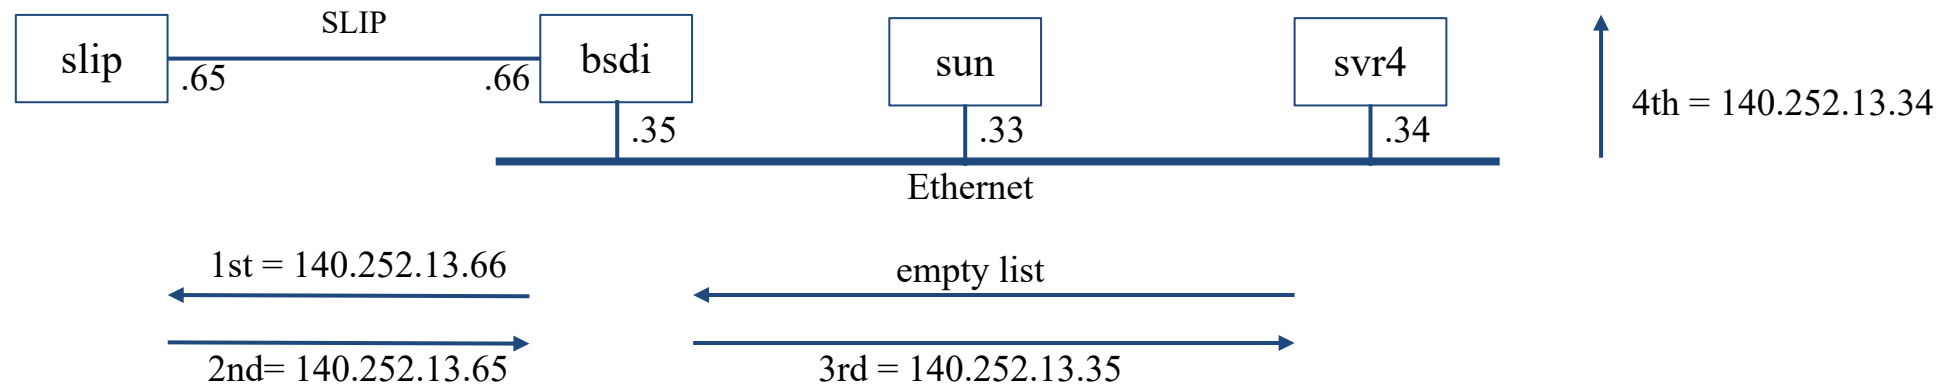 SLIP
slip
bsdi
sun
svr4
.65
.66
4th = 140.252.13.34
.35
.33
.34
Ethernet
1st = 140.252.13.66
empty list
2nd= 140.252.13.65
3rd = 140.252.13.35